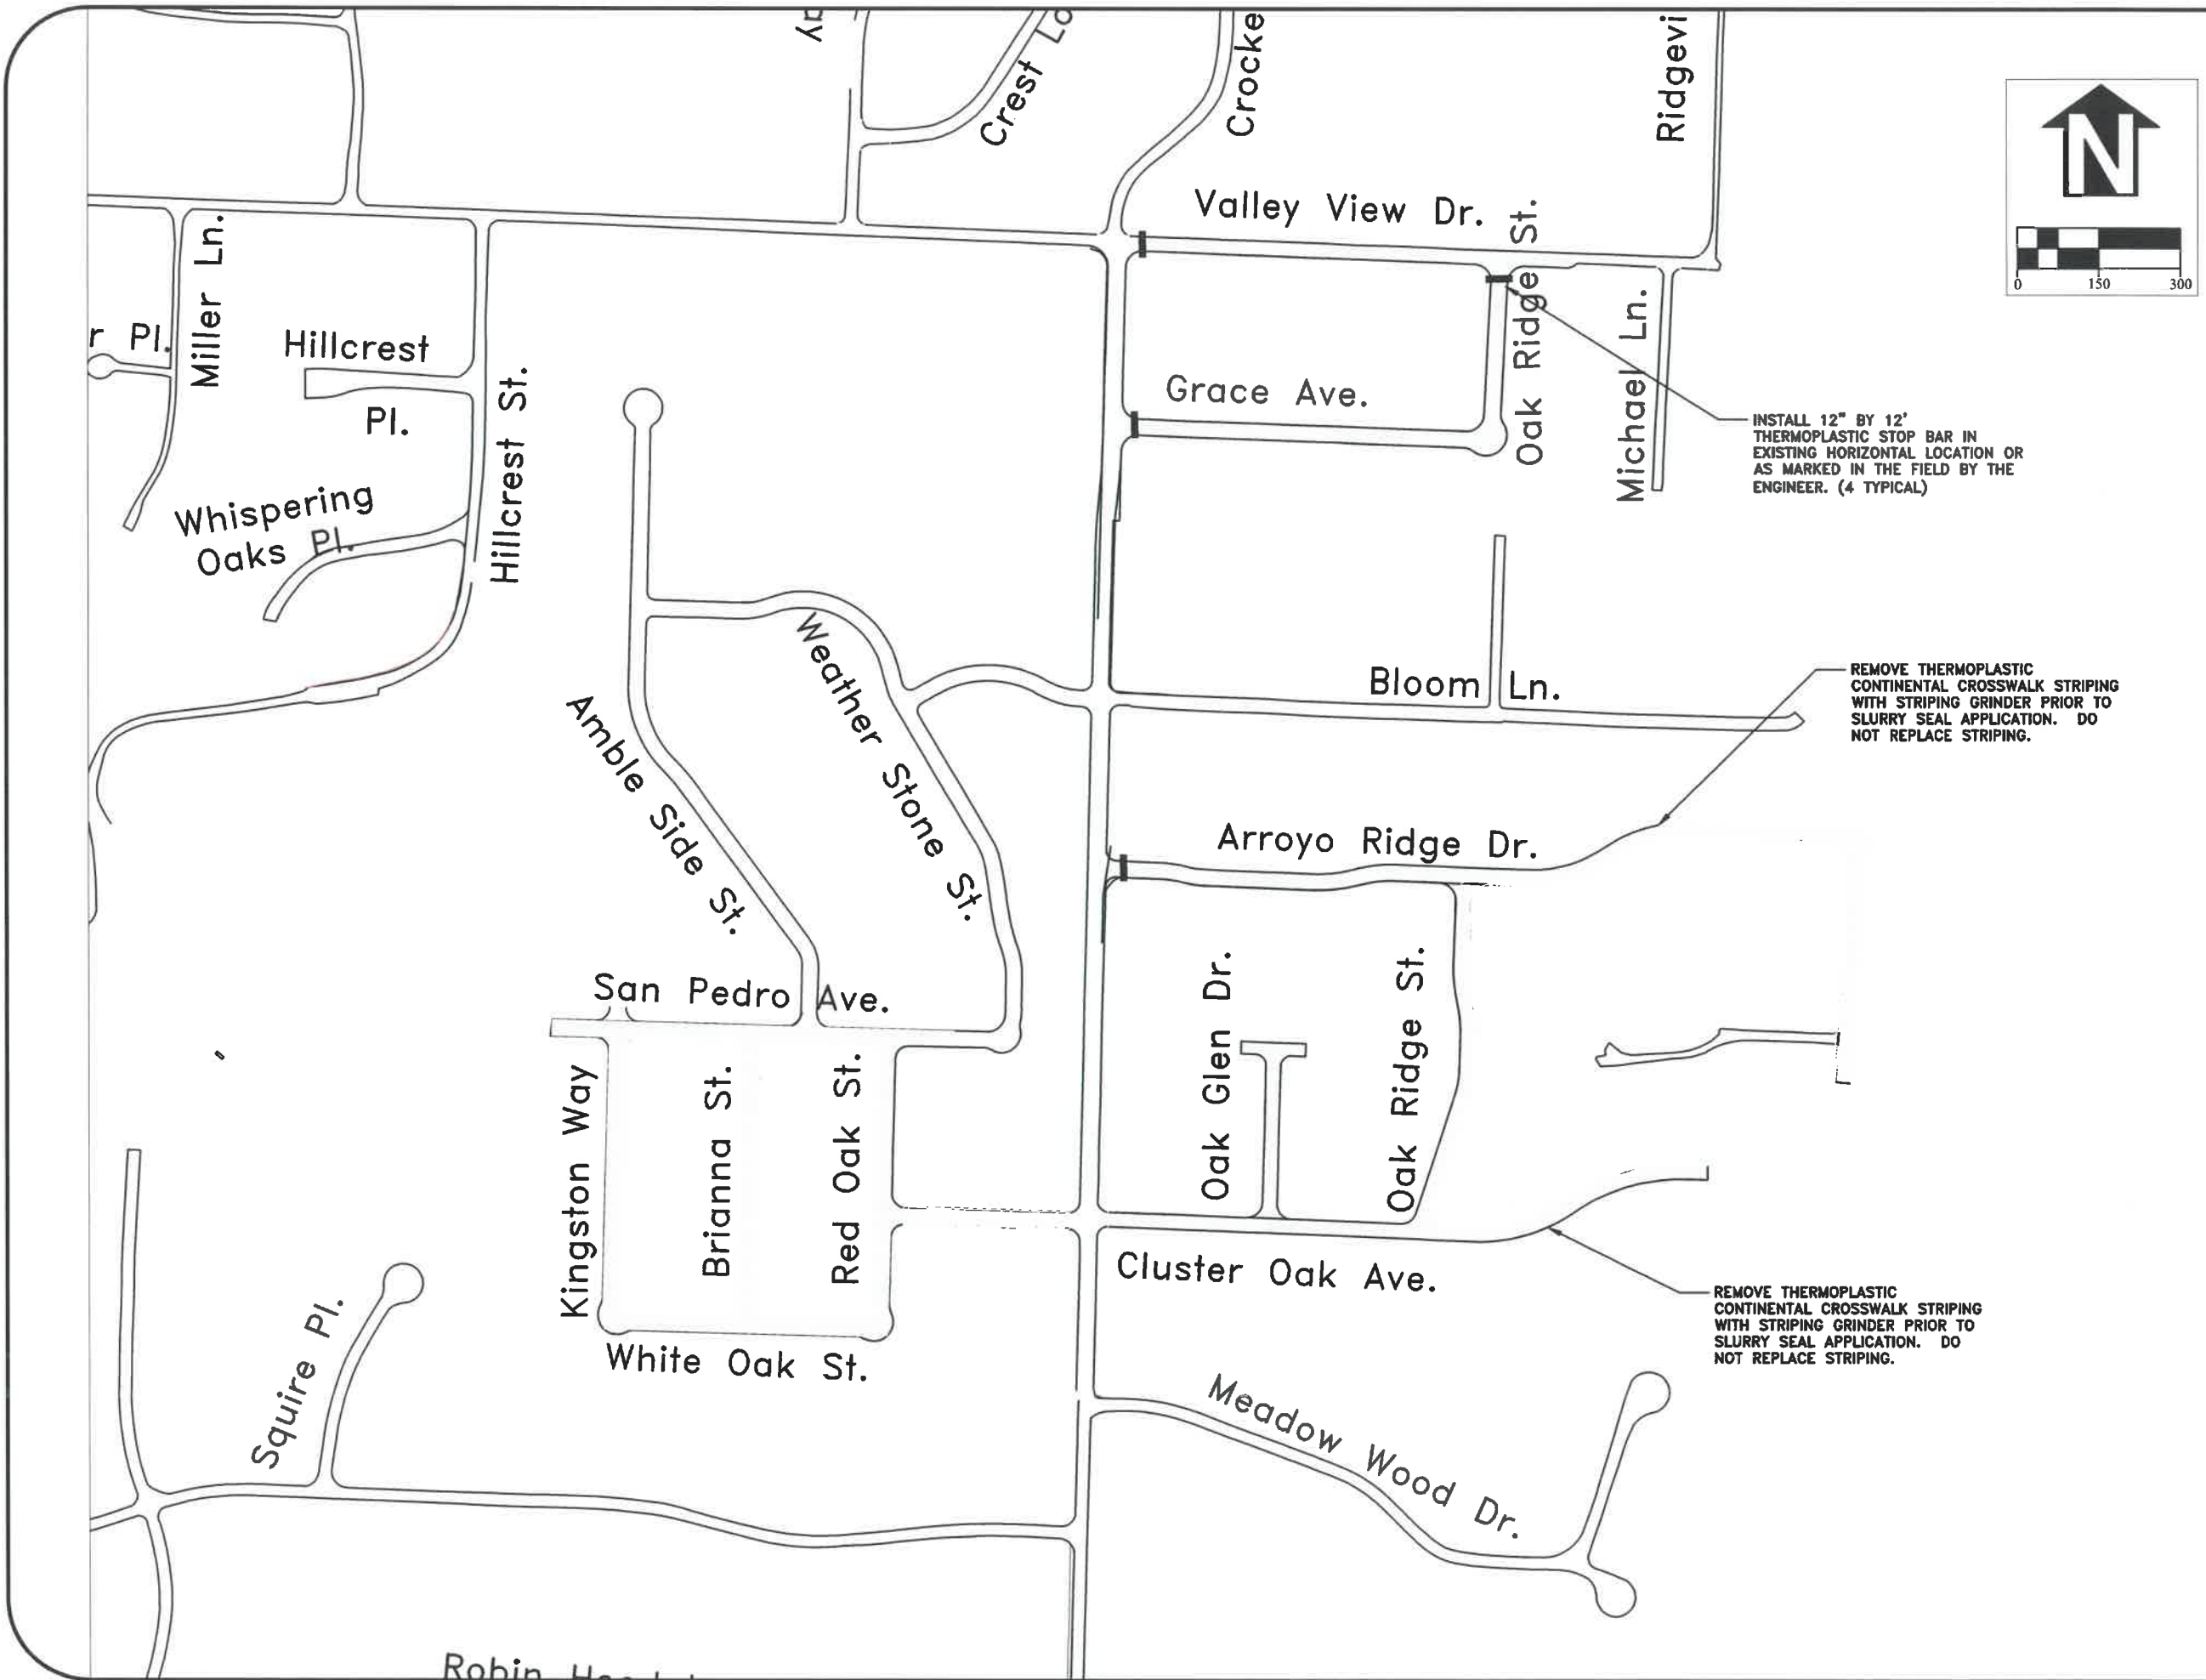 Crest
Crocke
Ridgevi
N
0 150 300
Valley View Dr.
Oak Ridge St.
Miller Ln.
r Pl.
Hillcrest
Pl.
Hillcrest St.
Grace Ave.
Michael Ln.
INSTALL 12" BY 12'
THERMOPLASTIC STOP BAR IN
EXISTING HORIZONTAL LOCATION OR
AS MARKED IN THE FIELD BY THE
ENGINEER. (4 TYPICAL)
Whispering
Oaks Pl.
Weather Stone St.
Amble Side St.
Bloom Ln.
REMOVE THERMOPLASTIC
CONTINENTAL CROSSWALK STRIPING
WITH STRIPING GRINDER PRIOR TO
SLURRY SEAL APPLICATION. DO
NOT REPLACE STRIPING.
Arroyo Ridge Dr.
San Pedro Ave.
Oak Glen Dr.
Oak Ridge St.
Kingston Way
Brianna St.
Red Oak St.
Cluster Oak Ave.
White Oak St.
Squire Pl.
REMOVE THERMOPLASTIC
CONTINENTAL CROSSWALK STRIPING
WITH STRIPING GRINDER PRIOR TO
SLURRY SEAL APPLICATION. DO
NOT REPLACE STRIPING.
Meadow Wood Dr.
Robin